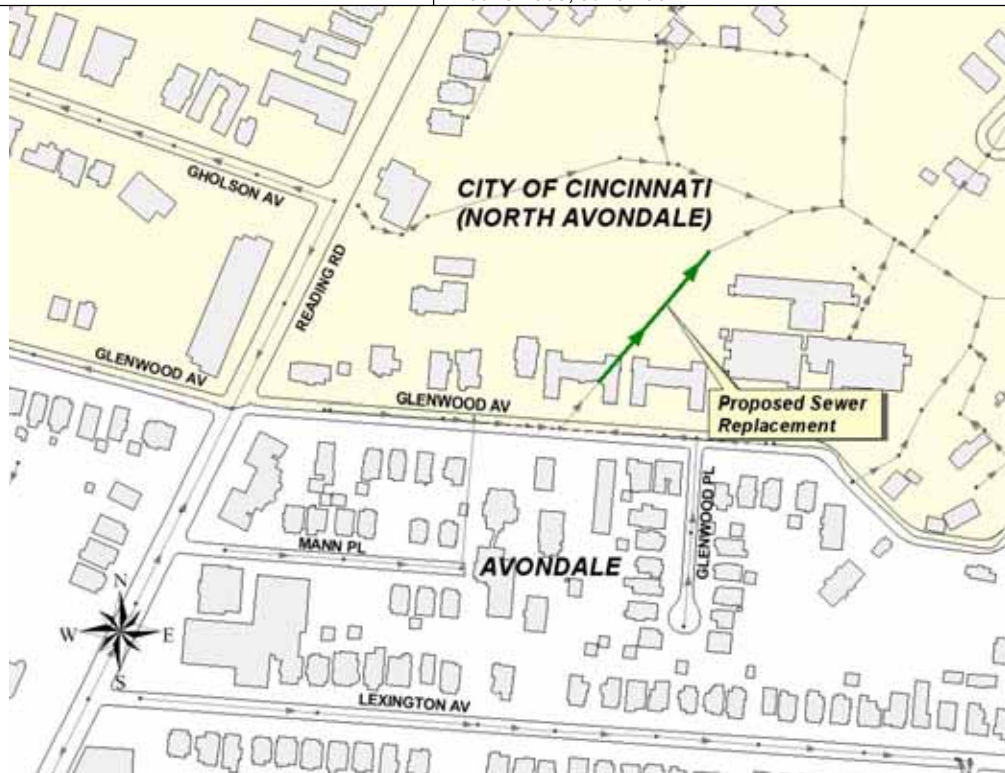 GHOLSON AV
CITY OF CINCINNATI
(NORTH AVONDALE)
READING RD
GLENWOOD AV
GLENWOOD AV
Proposed Sewer
Replacement
GLENWOOD PL
MANN PL
AVONDALE
N
W E
S
LEXINGTON AV